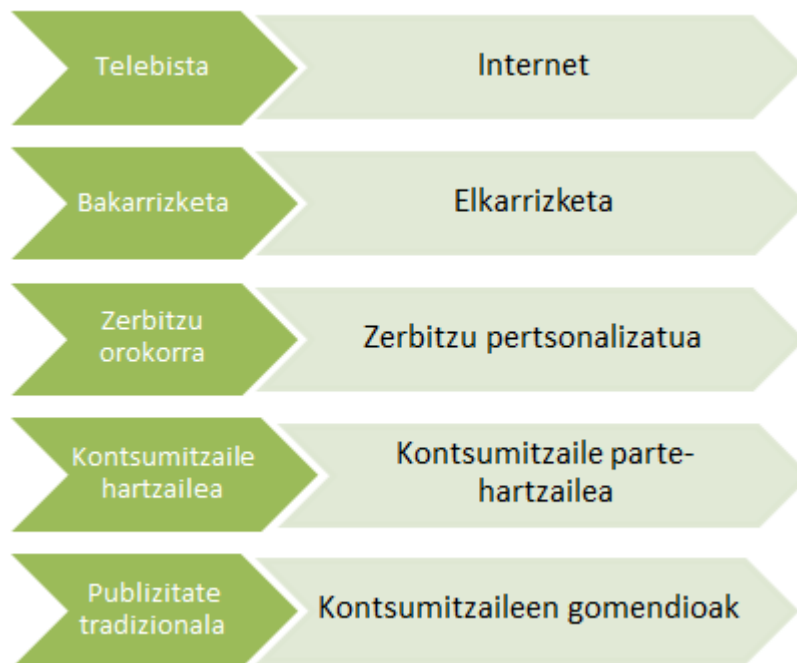 Telebista
Internet
Bakarrizketa
Elkarrizketa
Zerbitzu
orokorra
Zerbitzu pertsonalizatua
Kontsumitzaile
hartzailea
Kontsumitzaile parte-
hartzailea
Publizitate
tradizionala
Kontsumitzaileen gomendioak